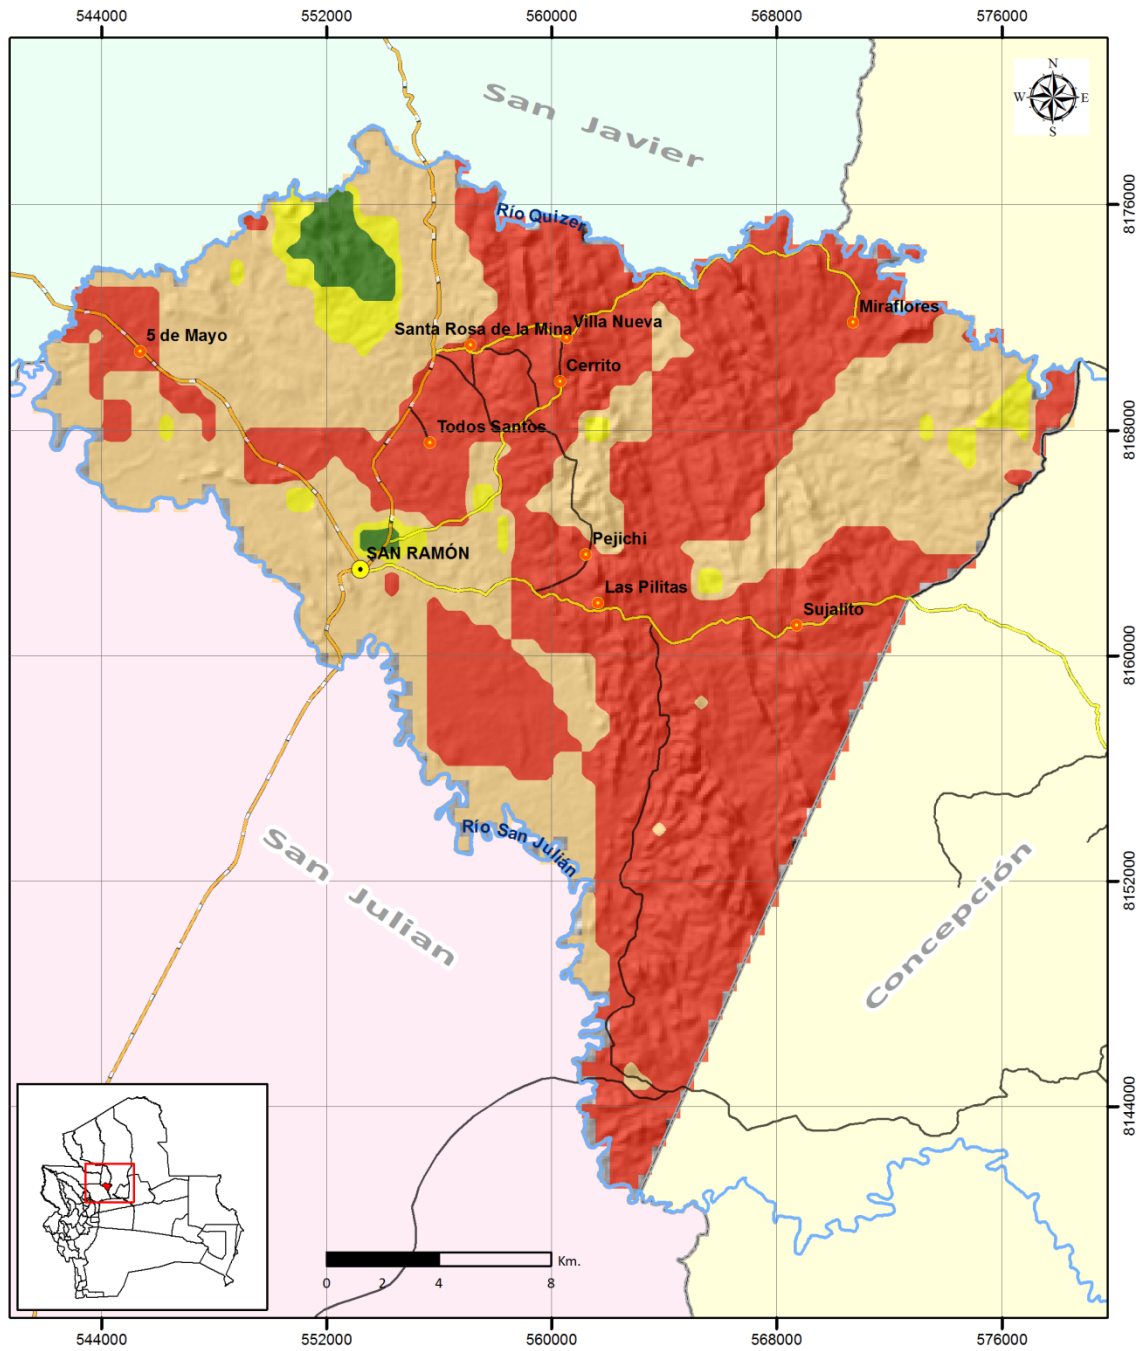 544000
552000
560000
568000
576000
N
W
E
S
San Javier
8176000
Río Quizer
Miraflores
5 de Mayo
Santa Rosa de la Mina
Villa Nueva
Cerrito
Todos Santos
8168000
Pejichi
SAN RAMÓN
Las Pilitas
Sujalito
8160000
Río San Julián
San Julian
Concepción
8152000
8144000
Km.
0
2
4
8
544000
552000
560000
568000
576000